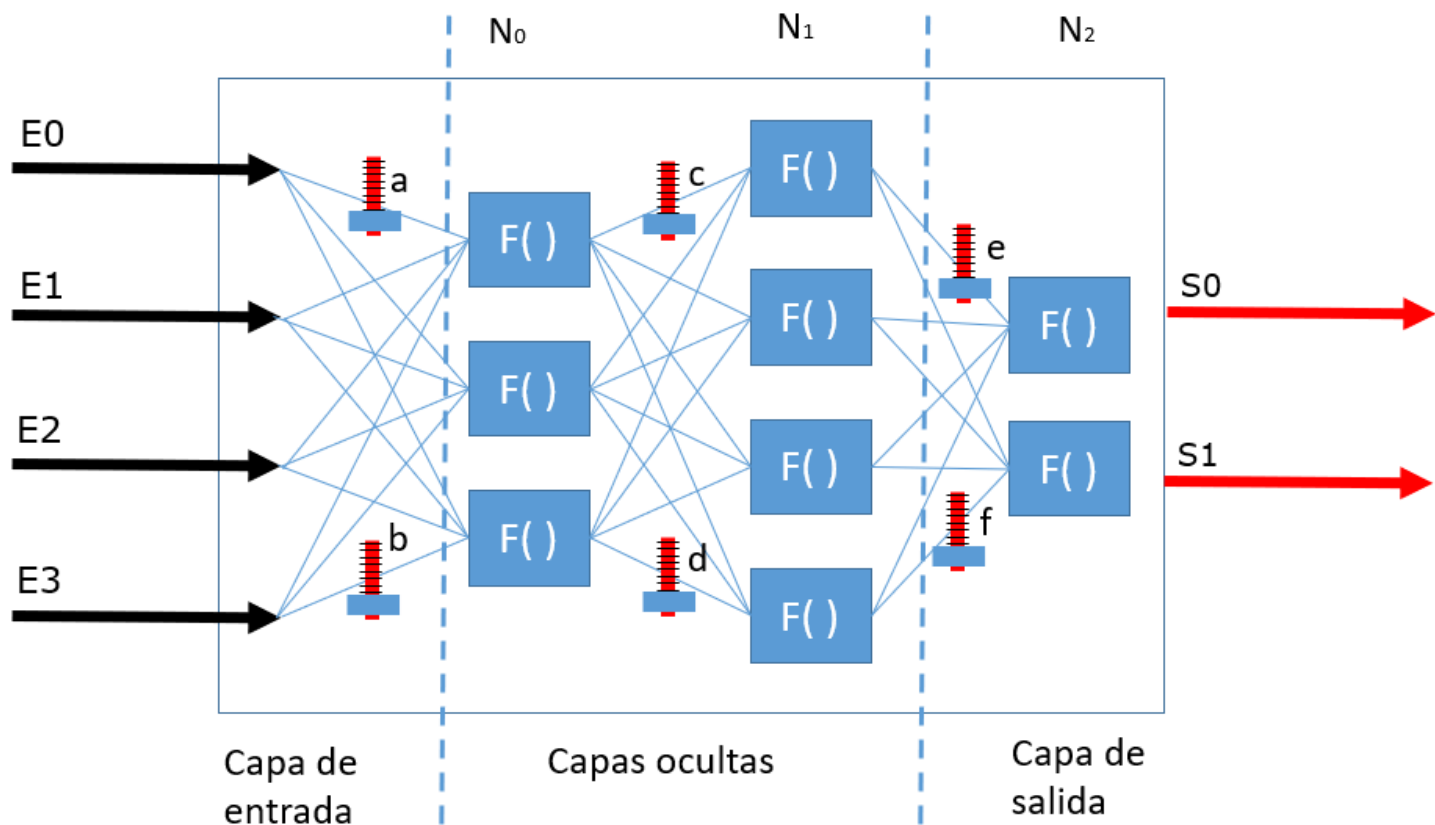 N₀
N₁
N₂
E0
E1
E2
E3
a
b
F( )
F( )
F( )
c
d
F( )
F( )
F( )
F( )
e
f
F( )
F( )
S0
S1
Capa de
entrada
Capas ocultas
Capa de
salida